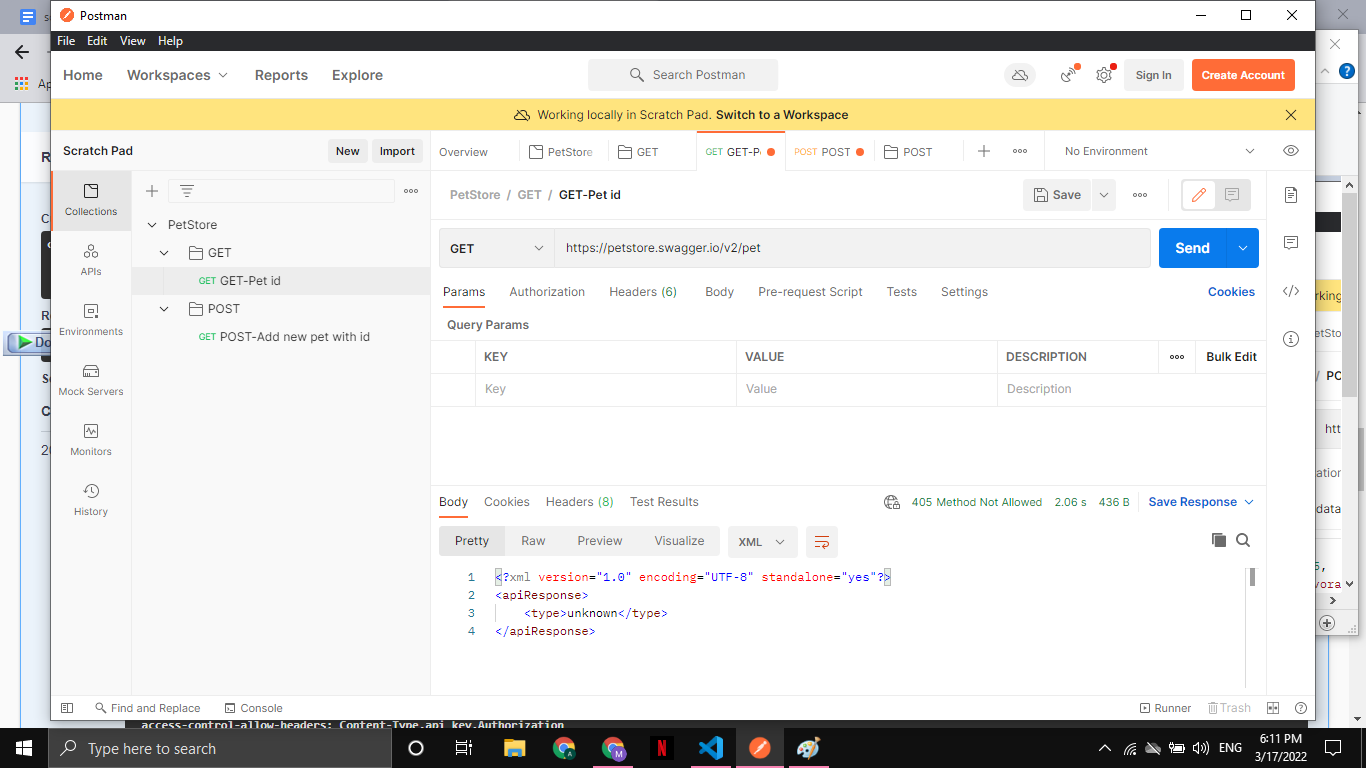 Postman
File Edit View Help
Home Workspaces Reports Explore Search Postman Sign In Create Account
Working locally in Scratch Pad. Switch to a Workspace
Scratch Pad New Import
Overview PetStore GET GET GET-P POST POST POST No Environment
Collections
APIs
Environments
Mock Servers
Monitors
History
PetStore
GET
GET GET-Pet id
POST
GET POST-Add new pet with id
PetStore / GET / GET-Pet id Save
GET https://petstore.swagger.io/v2/pet Send
Params Authorization Headers (6) Body Pre-request Script Tests Settings Cookies
Query Params
KEY VALUE DESCRIPTION Bulk Edit
Key Value Description
Body Cookies Headers (8) Test Results 405 Method Not Allowed 2.06 s 436 B Save Response
Pretty Raw Preview Visualize XML
1 <?xml version="1.0" encoding="UTF-8" standalone="yes"?>
2 <apiResponse>
3 <type>unknown</type>
4 </apiResponse>
Find and Replace Console Runner Trash
access-control-allow-headers: Content-Type,api_key,Authorization
Type here to search
ENG 6:11 PM
3/17/2022